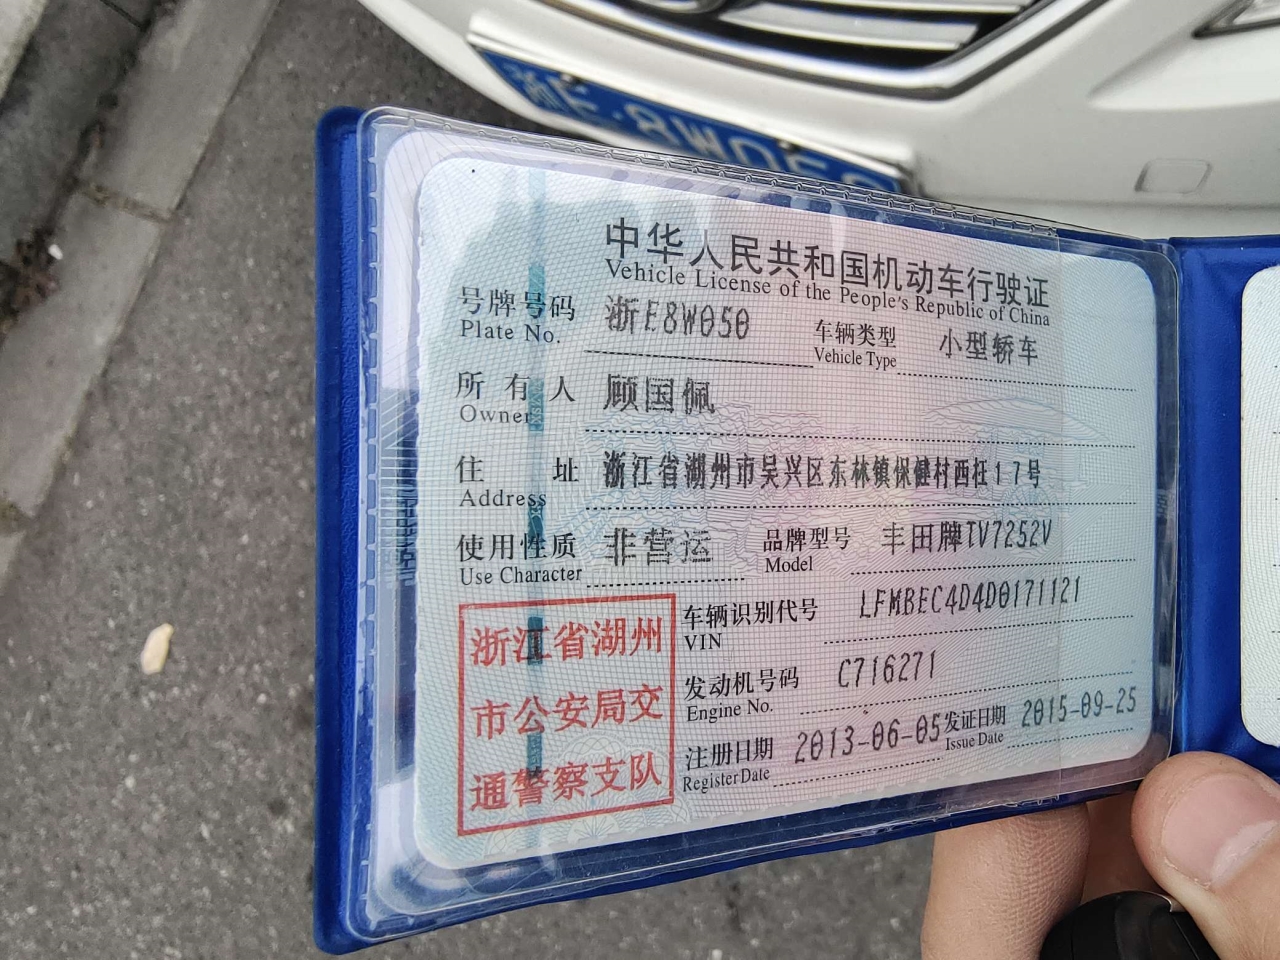 浙E·8W050
中华人民共和国机动车行驶证
Vehicle License of the People's Republic of China
号牌号码 浙E8W050 车辆类型 小型轿车
Plate No. Vehicle Type
所有人 顾国佩
Owner
住址 浙江省湖州市吴兴区东林镇保健村西抂17号
Address
使用性质 非营运 品牌型号 丰田牌TV7252V
Use Character Model
车辆识别代号 LFMBEC4D4D0171121
VIN
发动机号码 C716271
Engine No.
注册日期 2013-06-05 发证日期 2015-09-25
Register Date Issue Date
浙江省湖州
市公安局交
通警察支队